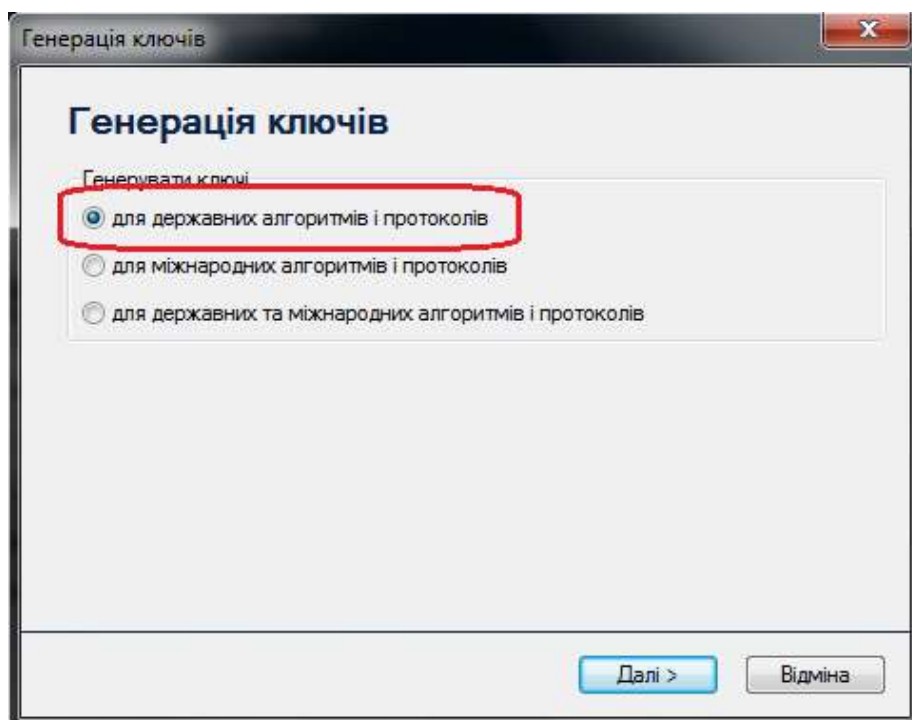 Генерація ключів
Генерація ключів
Генерувати ключі
для державних алгоритмів і протоколів
для міжнародних алгоритмів і протоколів
для державних та міжнародних алгоритмів і протоколів
Далі >
Відміна